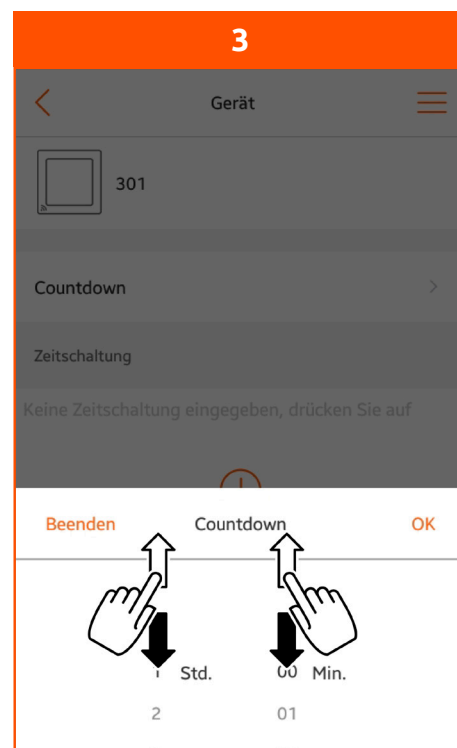 3
Gerät
301
Countdown
Zeitschaltung
Keine Zeitschaltung eingegeben, drücken Sie auf
Beenden Countdown OK
1 Std. 00 Min.
2 01